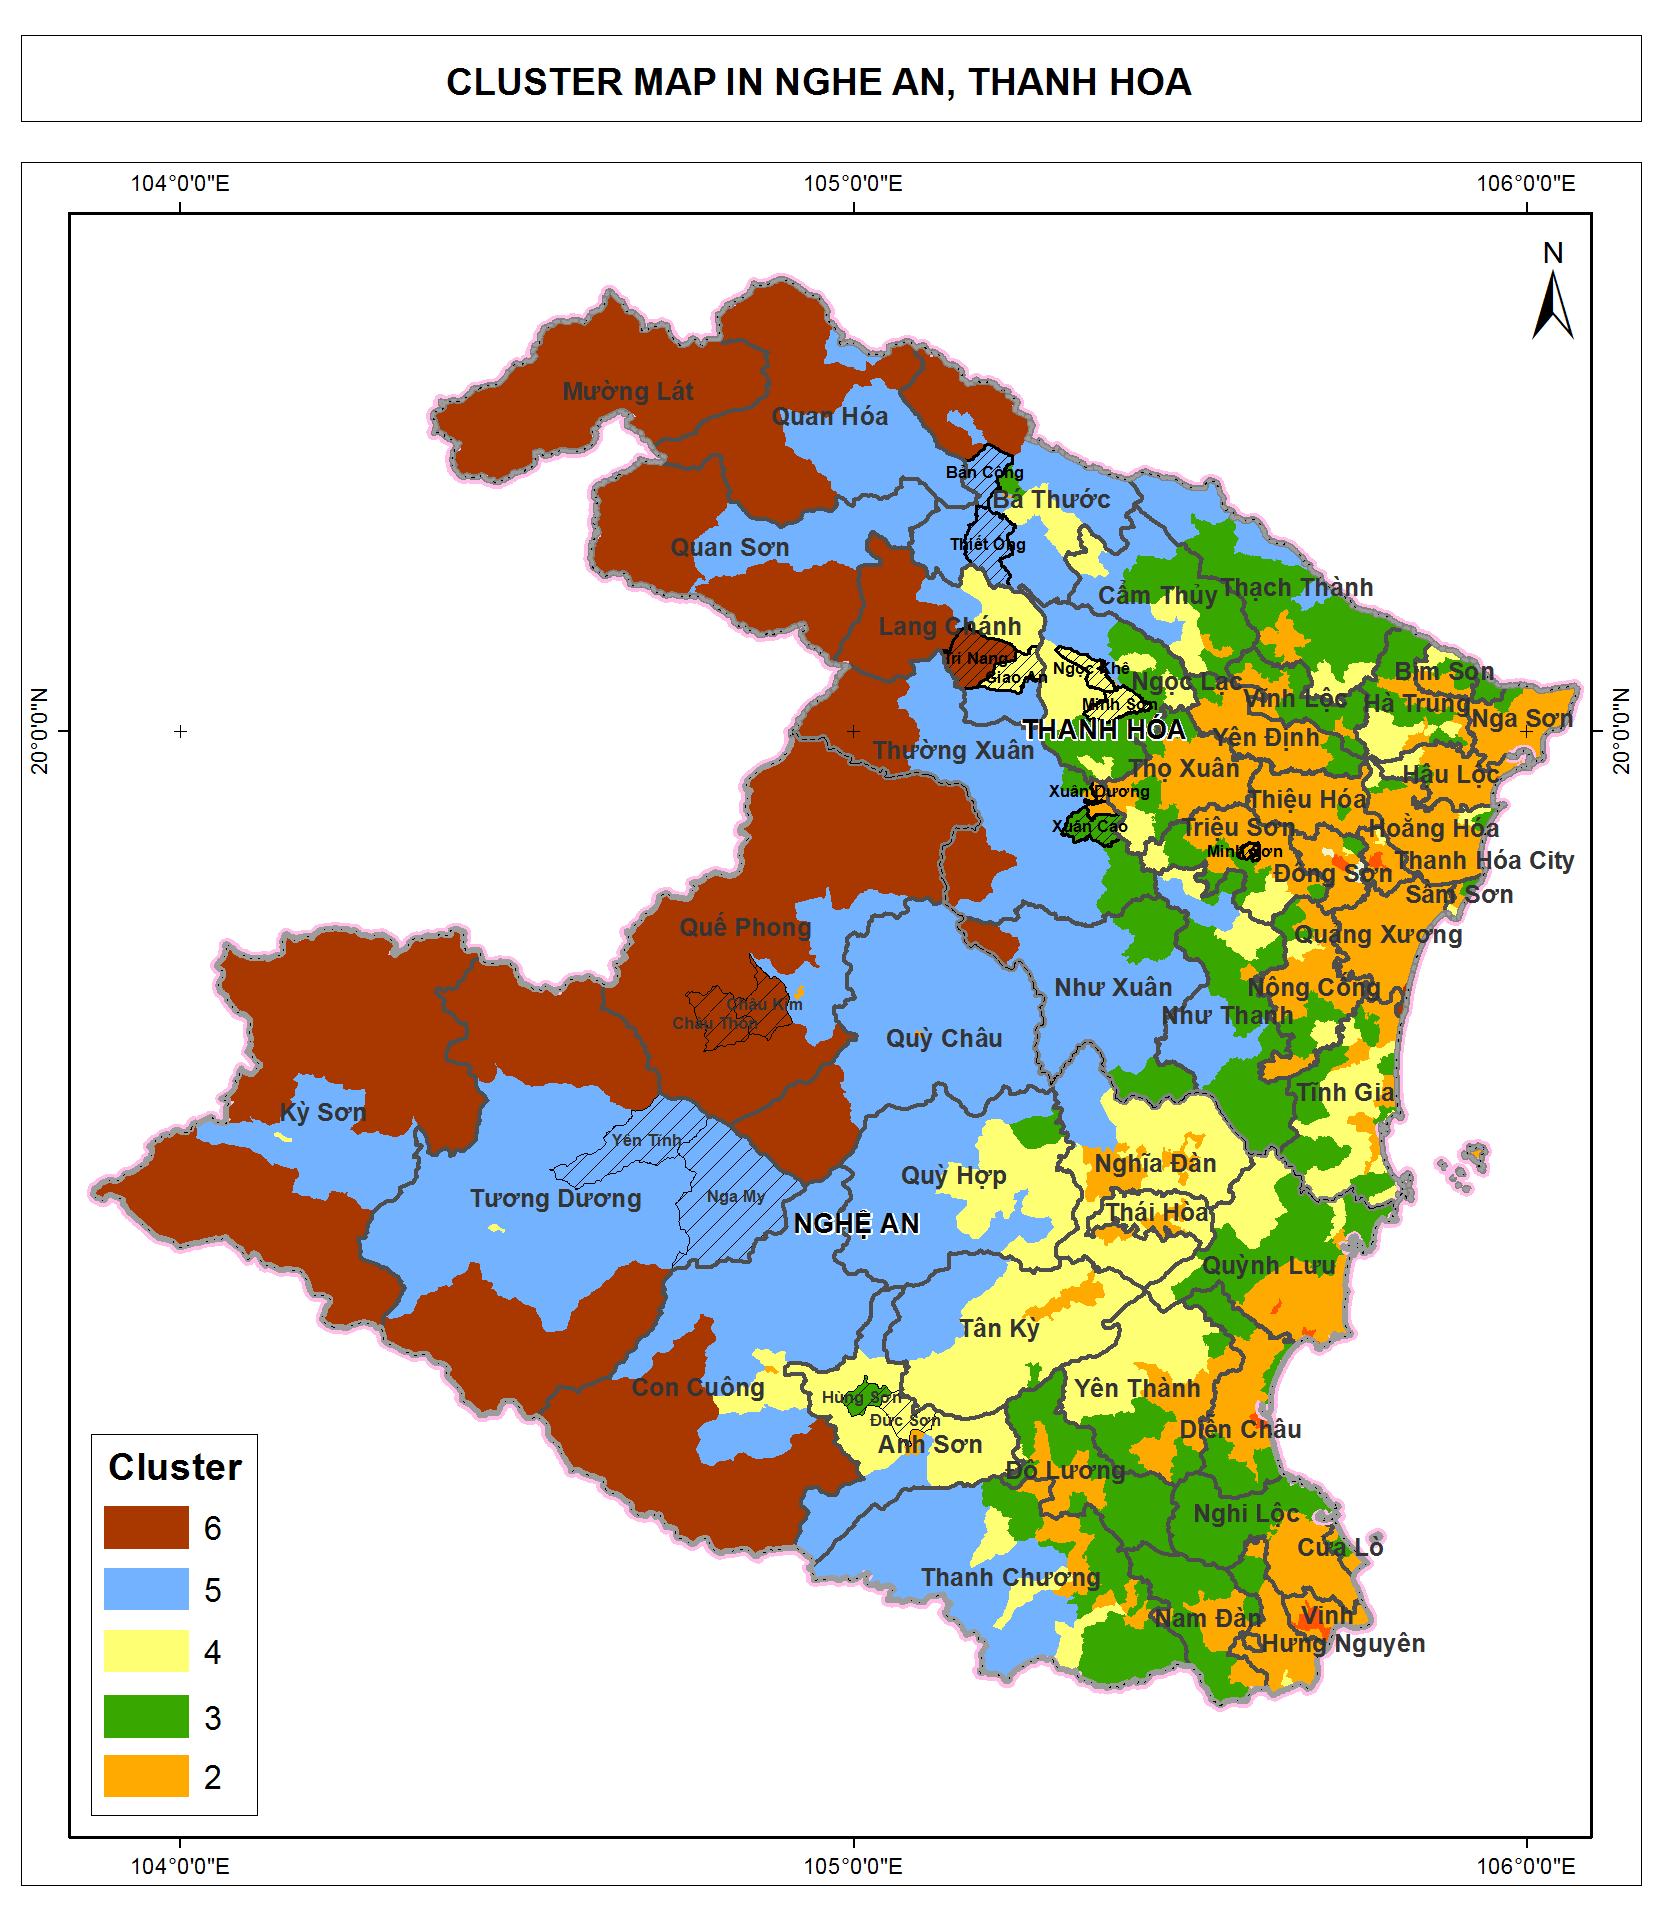 CLUSTER MAP IN NGHE AN, THANH HOA
104°0'0"E
105°0'0"E
106°0'0"E
N
Mường Lát
Quan Hóa
Bản Công
Bá Thước
Quan Sơn
Thiết Ống
Cẩm Thủy
Thạch Thành
Lang Chánh
Trí Nang
Giao An
Ngọc Khê
Ngọc Lạc
Minh Sơn
Bỉm Sơn
Vĩnh Lộc
Hà Trung
Nga Sơn
20°0'0"N
20°0'0"N
THANH HÓA
Yên Định
Thường Xuân
Thọ Xuân
Hậu Lộc
Xuân Dương
Thiệu Hóa
Xuân Cao
Triệu Sơn
Hoằng Hóa
Minh Sơn
Thanh Hóa City
Đông Sơn
Sầm Sơn
Quế Phong
Quảng Xương
Như Xuân
Nông Cống
Châu Kim
Châu Thôn
Như Thanh
Quỳ Châu
Tĩnh Gia
Kỳ Sơn
Yên Tĩnh
Nghĩa Đàn
Quỳ Hợp
Tương Dương
Nga My
Thái Hòa
NGHỆ AN
Quỳnh Lưu
Tân Kỳ
Con Cuông
Yên Thành
Hùng Sơn
Đức Sơn
Diễn Châu
Anh Sơn
Đô Lương
Nghi Lộc
Cửa Lò
Thanh Chương
Nam Đàn
Vinh
Hưng Nguyên
Cluster
6
5
4
3
2
104°0'0"E
105°0'0"E
106°0'0"E